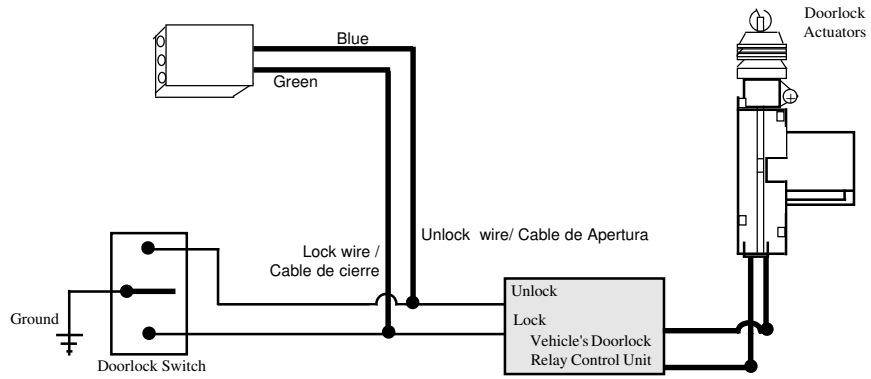 Doorlock
Actuators
Blue
Green
Unlock wire/ Cable de Apertura
Lock wire /
Cable de cierre
Unlock
Lock
Vehicle's Doorlock
Relay Control Unit
Ground
Doorlock Switch